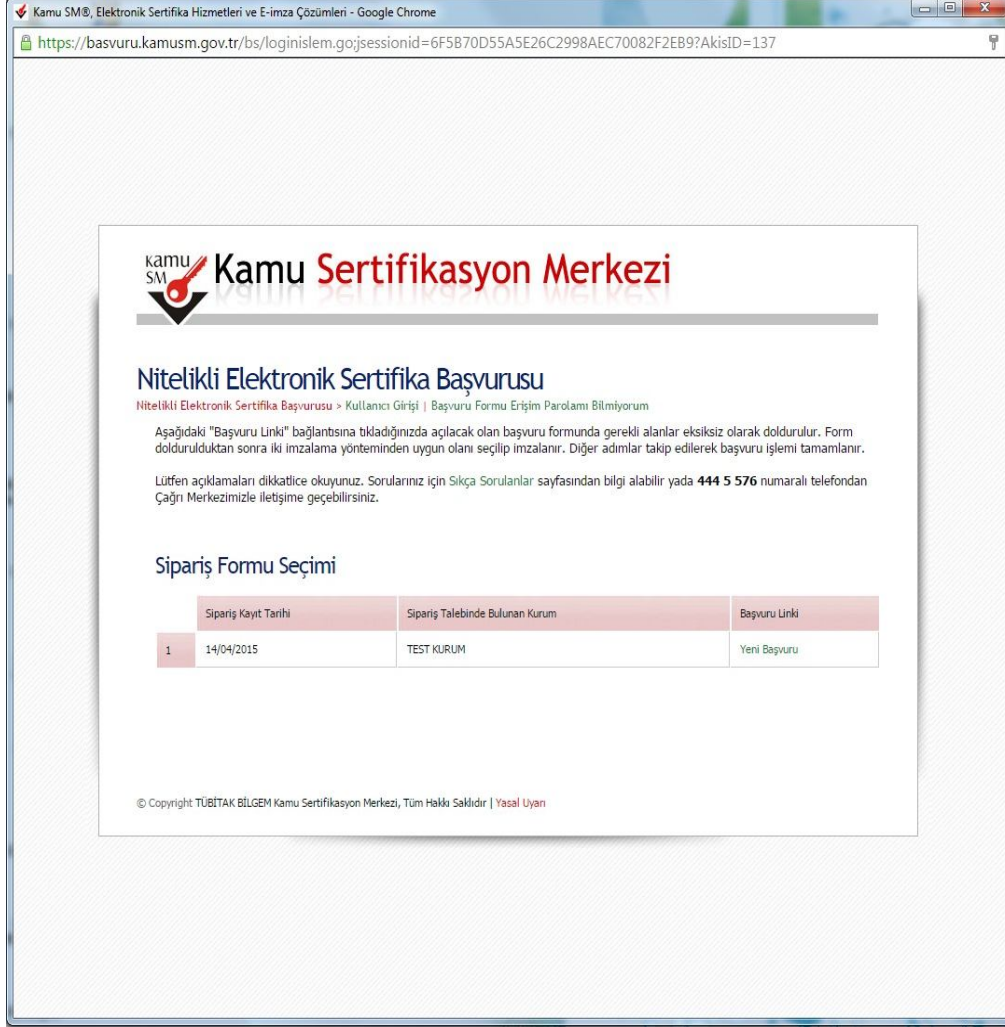 Kamu SM®, Elektronik Sertifika Hizmetleri ve E-imza Çözümleri - Google Chrome
https://basvuru.kamusm.gov.tr/bs/loginislem.go;jsessionid=6F5B70D55A5E26C2998AEC70082F2EB9?AkisID=137
kamu
SM
Kamu Sertifikasyon Merkezi
Nitelikli Elektronik Sertifika Başvurusu
Nitelikli Elektronik Sertifika Başvurusu > Kullanıcı Girişi | Başvuru Formu Erişim Parolamı Bilmiyorum
Aşağıdaki "Başvuru Linki" bağlantısına tıkladığınızda açılacak olan başvuru formunda gerekli alanlar eksiksiz olarak doldurulur. Form
doldurulduktan sonra iki imzalama yönteminden uygun olanı seçilip imzalanır. Diğer adımlar takip edilerek başvuru işlemi tamamlanır.
Lütfen açıklamaları dikkatlice okuyunuz. Sorularınız için Sıkça Sorulanlar sayfasından bilgi alabilir yada 444 5 576 numaralı telefondan
Çağrı Merkezimizle iletişime geçebilirsiniz.
Sipariş Formu Seçimi
Sipariş Kayıt Tarihi Sipariş Talebinde Bulunan Kurum Başvuru Linki
1 14/04/2015 TEST KURUM Yeni Başvuru
© Copyright TÜBİTAK BİLGEM Kamu Sertifikasyon Merkezi, Tüm Hakkı Saklıdır | Yasal Uyarı